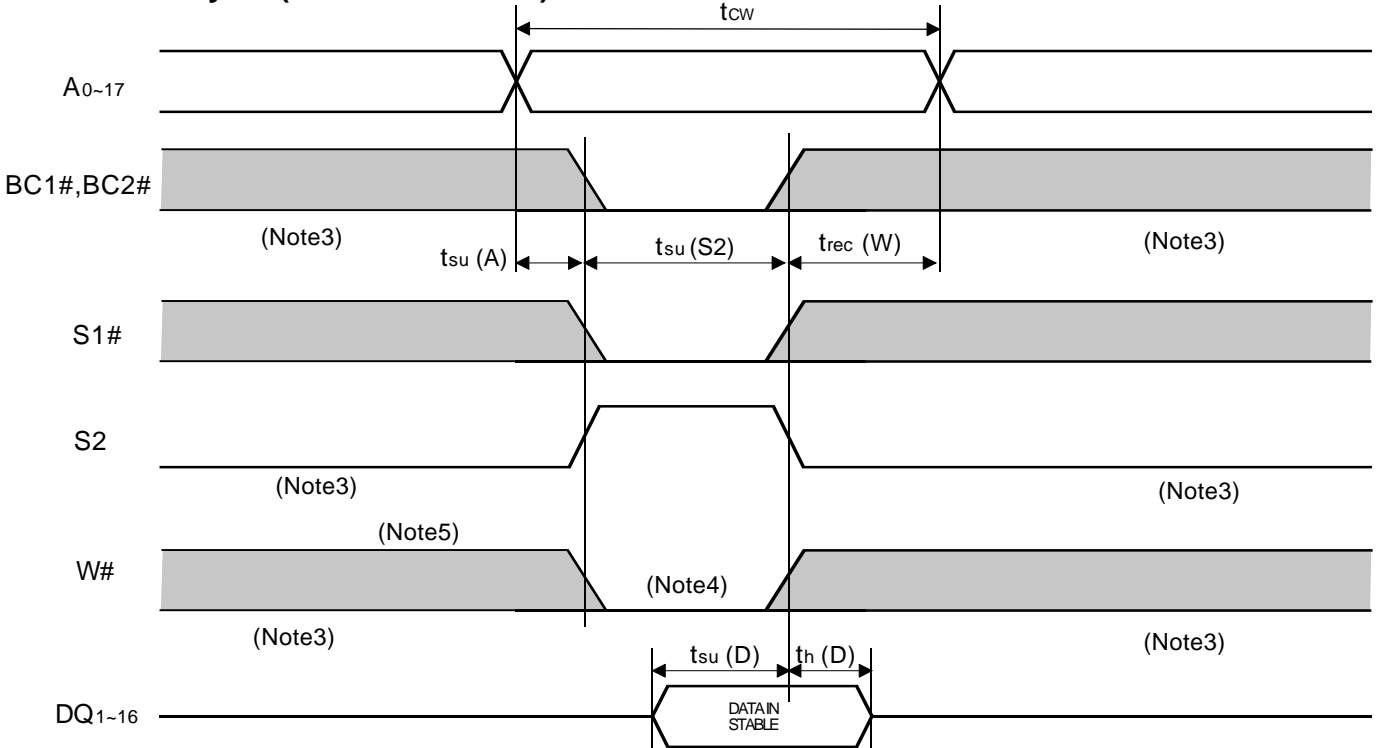 tCW
A0~17
BC1#,BC2#
(Note3)
tsu (A)
tsu (S2)
trec (W)
(Note3)
S1#
S2
(Note3)
(Note3)
(Note5)
W#
(Note4)
(Note3)
(Note3)
tsu (D)
th (D)
DQ1~16
DATA IN
STABLE